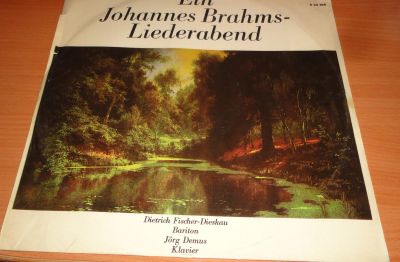 Ein
Johannes Brahms-
Liederabend
Dietrich Fischer-Dieskau
Bariton
Jörg Demus
Klavier